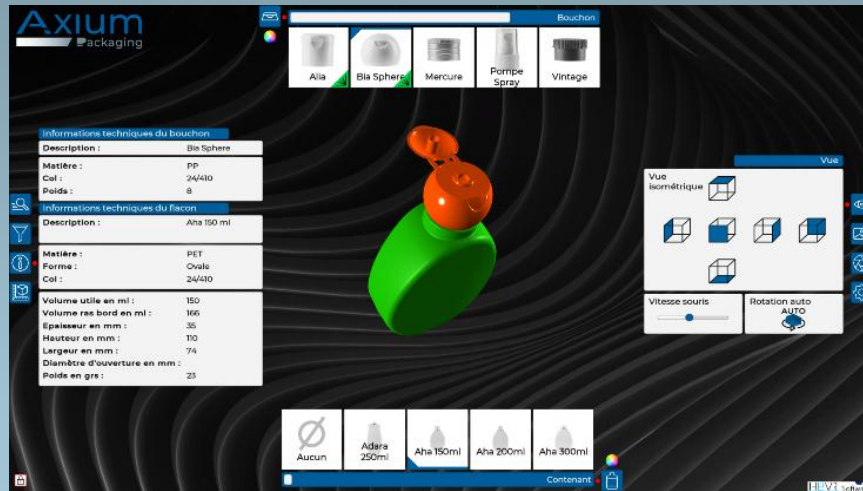 Axium
Packaging
Bouchon
Alia
Bia Sphere
Mercure
Pompe
Spray
Vintage
Informations techniques du bouchon
Description : Bia Sphere
Matière : PP
Col : 24/410
Poids : 8
Informations techniques du flacon
Description : Aha 150 ml
Matière : PET
Forme : Ovale
Col : 24/410
Volume utile en ml : 150
Volume ras bord en ml : 166
Epaisseur en mm : 35
Hauteur en mm : 110
Largeur en mm : 74
Diamètre d'ouverture en mm :
Poids en grs : 23
Vue
Vue
isométrique
Vitesse souris
Rotation auto
AUTO
Aucun
Adara
250ml
Aha 150ml
Aha 200ml
Aha 300ml
Contenant